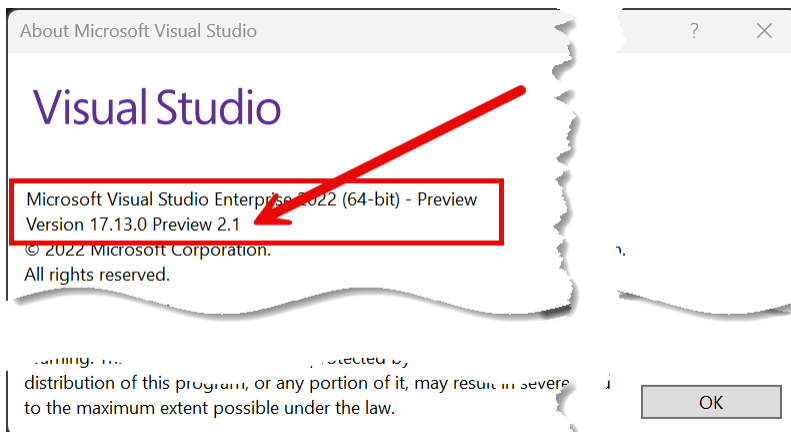 About Microsoft Visual Studio ?
Visual Studio
Microsoft Visual Studio Enterprise 2022 (64-bit) - Preview
Version 17.13.0 Preview 2.1
© 2022 Microsoft Corporation.
All rights reserved.
by
distribution of this program, or any portion of it, may result in severe
to the maximum extent possible under the law.
OK